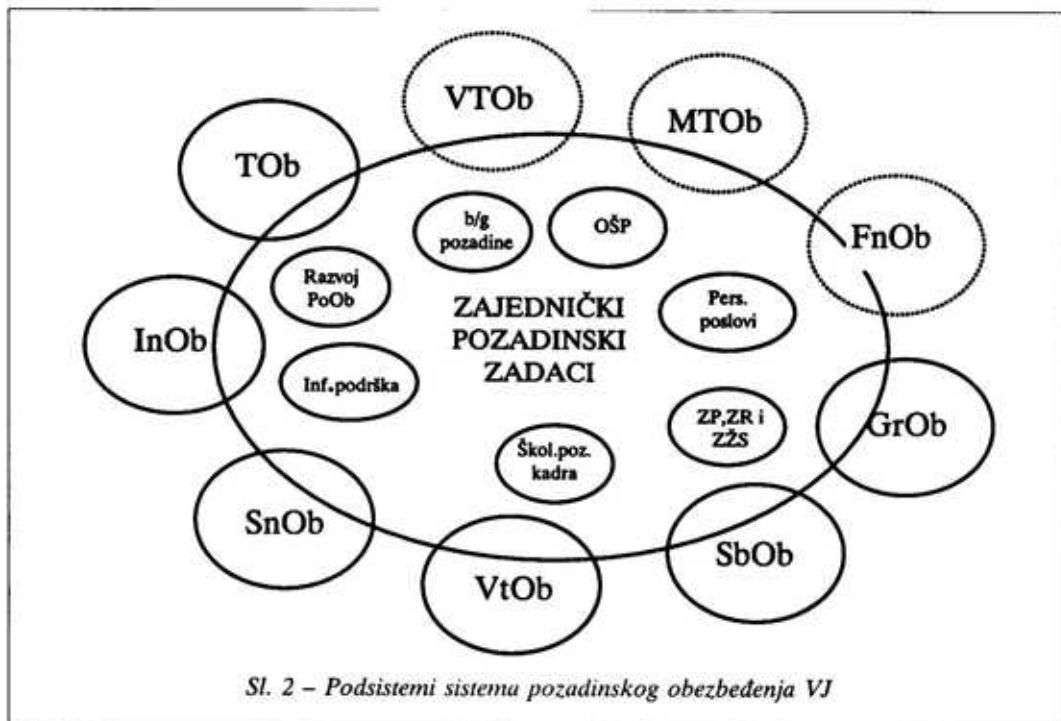 VTOb
MTOb
TOb
FnOb
b/g
pozadine
OŠP
Razvoj
PoOb
ZAJEDNIČKI
POZADINSKI
ZADACI
Pers.
poslovi
InOb
Inf.podrška
ZP,ZR i
ZŽS
GrOb
Škol.poz.
kadra
SnOb
SbOb
VtOb
Sl. 2 – Podsistemi sistema pozadinskog obezbeđenja VJ